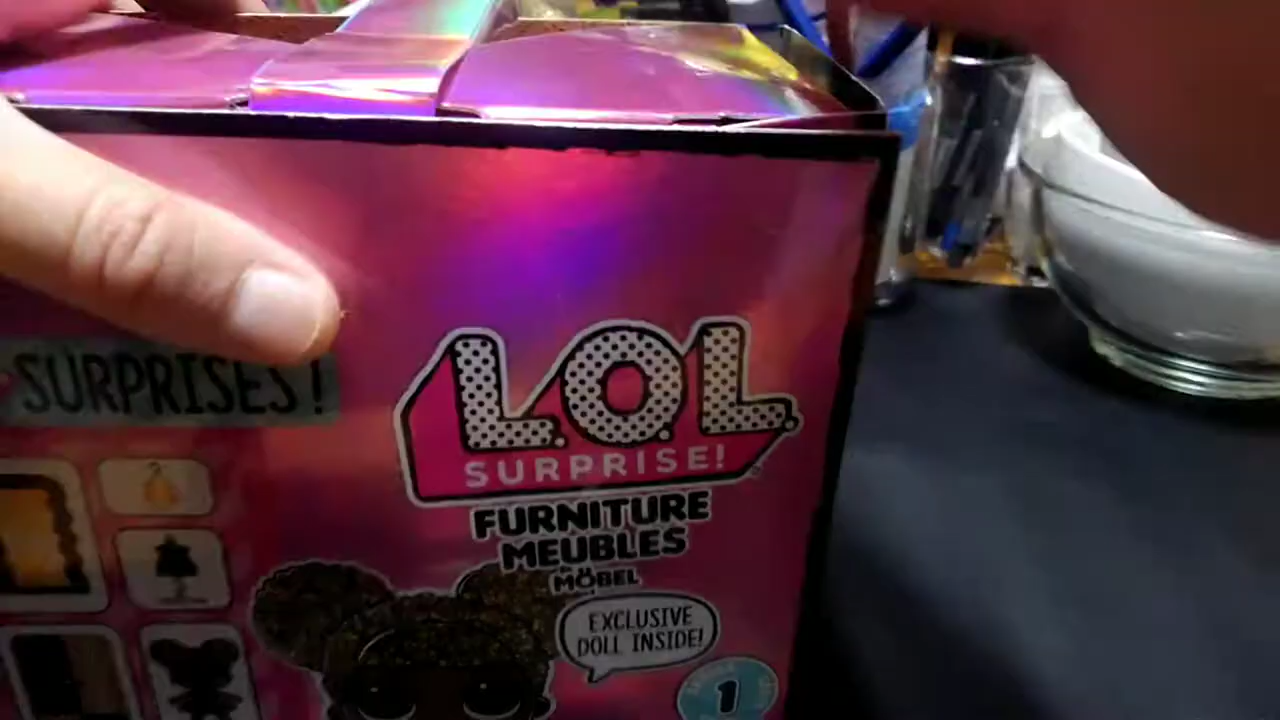 SURPRISES!
L.O.L.
SURPRISE!
FURNITURE
MEUBLES
MÖBEL
EXCLUSIVE
DOLL INSIDE!
1